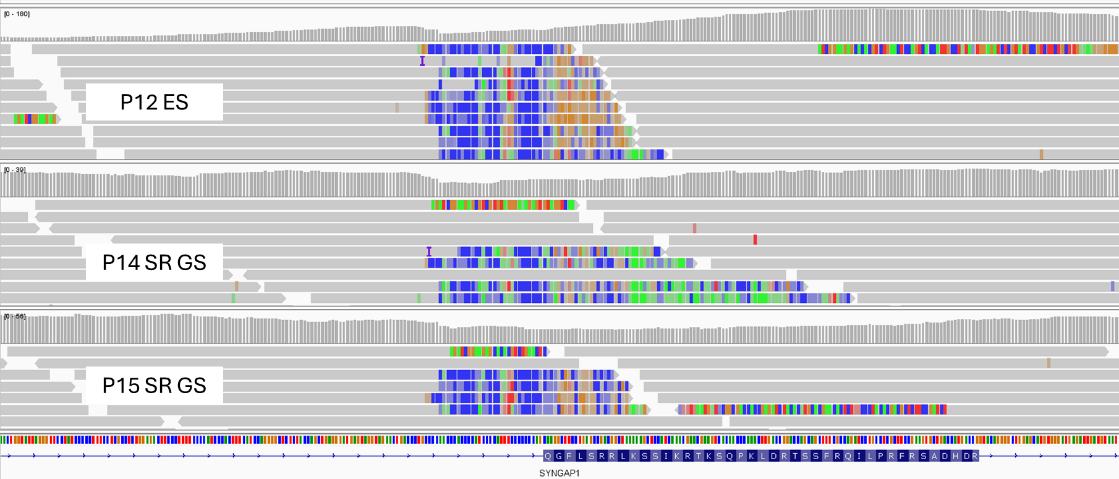 [0 - 180]
P12 ES
[0 - 39]
P14 SR GS
[0 - 56]
P15 SR GS
Q G F L S R R L K S S I K R T K S Q P K L D R T S S F R Q I L P R F R S A D H D R
SYNGAP1